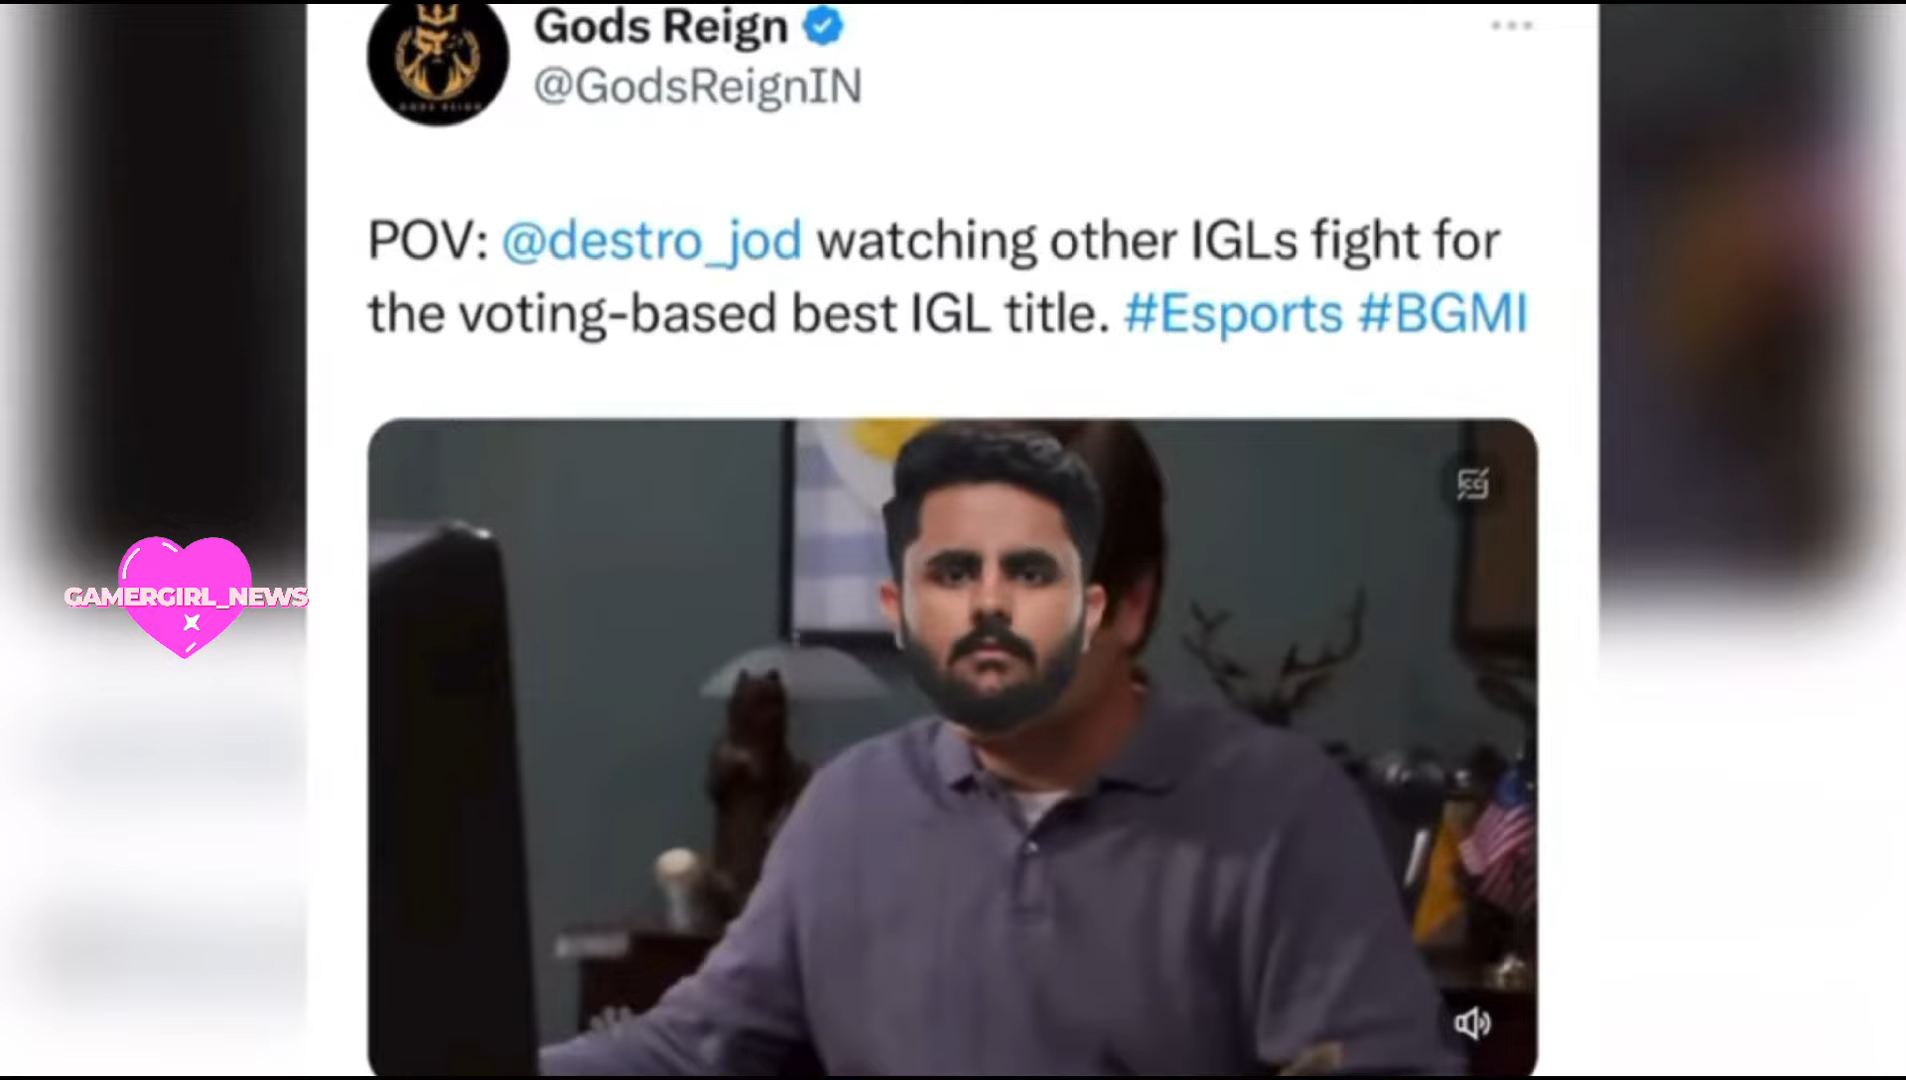 Gods Reign
@GodsReignIN
POV: @destro_jod watching other IGLs fight for
the voting-based best IGL title. #Esports #BGMI
GAMERGIRL_NEWS